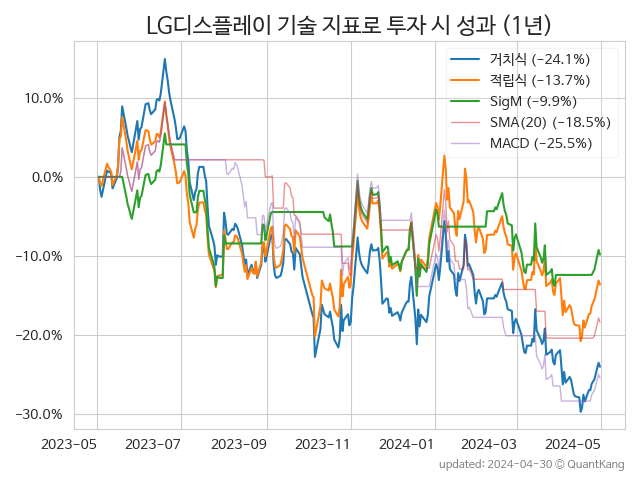 LG디스플레이 기술 지표로 투자 시 성과 (1년)
거치식 (−24.1%)
적립식 (−13.7%)
SigM (−9.9%)
SMA(20) (−18.5%)
MACD (−25.5%)
10.0%
0.0%
−10.0%
−20.0%
−30.0%
2023-05 2023-07 2023-09 2023-11 2024-01 2024-03 2024-05
updated: 2024-04-30 © QuantKang